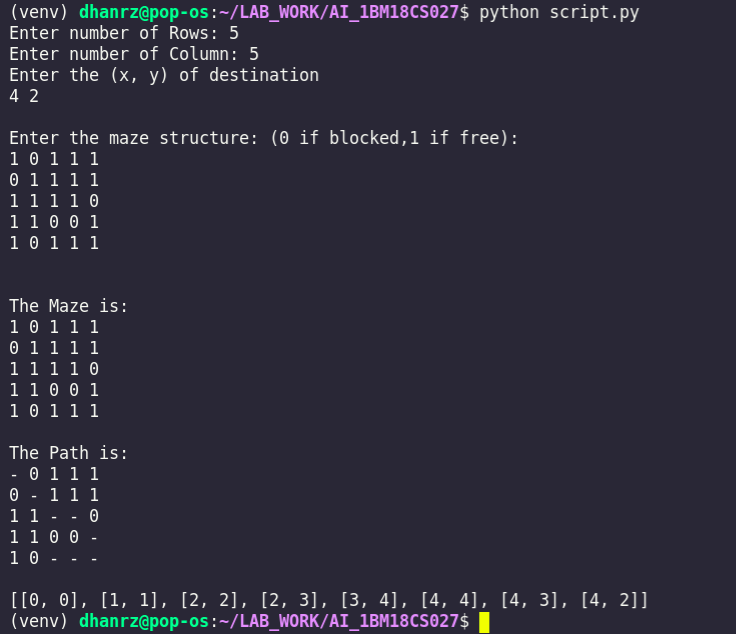 (venv) dhanrz@pop-os:~/LAB_WORK/AI_1BM18CS027$ python script.py
Enter number of Rows: 5
Enter number of Column: 5
Enter the (x, y) of destination
4 2
Enter the maze structure: (0 if blocked,1 if free):
1 0 1 1 1
0 1 1 1 1
1 1 1 1 0
1 1 0 0 1
1 0 1 1 1
The Maze is:
1 0 1 1 1
0 1 1 1 1
1 1 1 1 0
1 1 0 0 1
1 0 1 1 1
The Path is:
- 0 1 1 1
0 - 1 1 1
1 1 - - 0
1 1 0 0 -
1 0 - - -
[[0, 0], [1, 1], [2, 2], [2, 3], [3, 4], [4, 4], [4, 3], [4, 2]]
(venv) dhanrz@pop-os:~/LAB_WORK/AI_1BM18CS027$